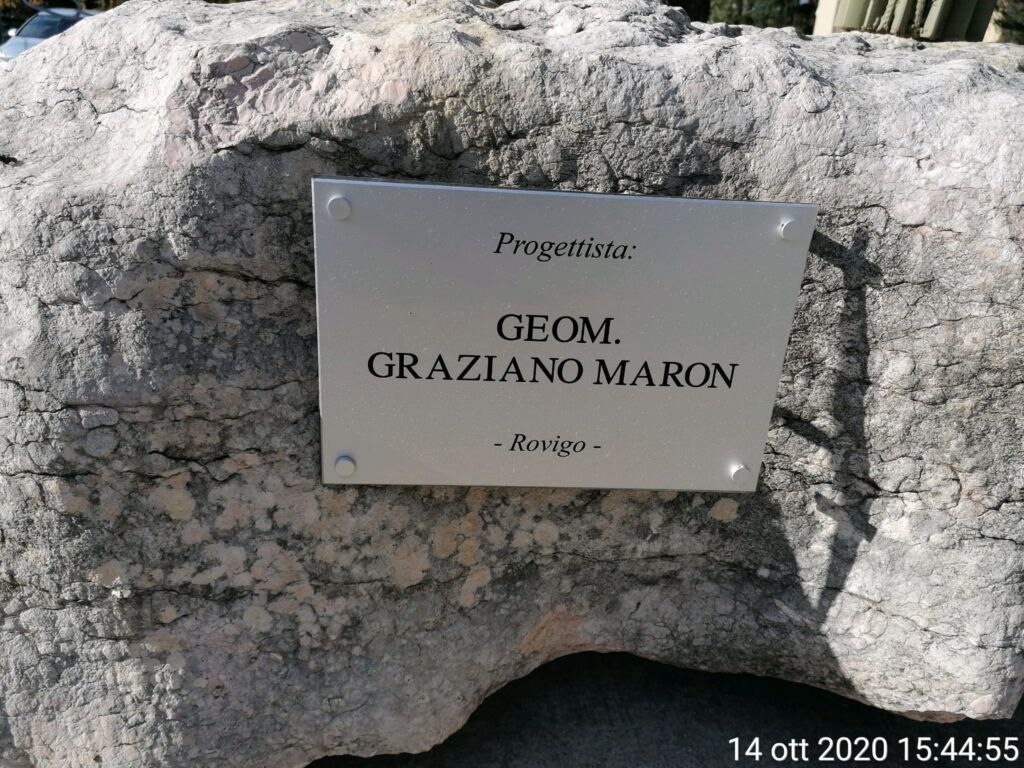 Progettista:
GEOM.
GRAZIANO MARON
- Rovigo -
14 ott 2020 15:44:55